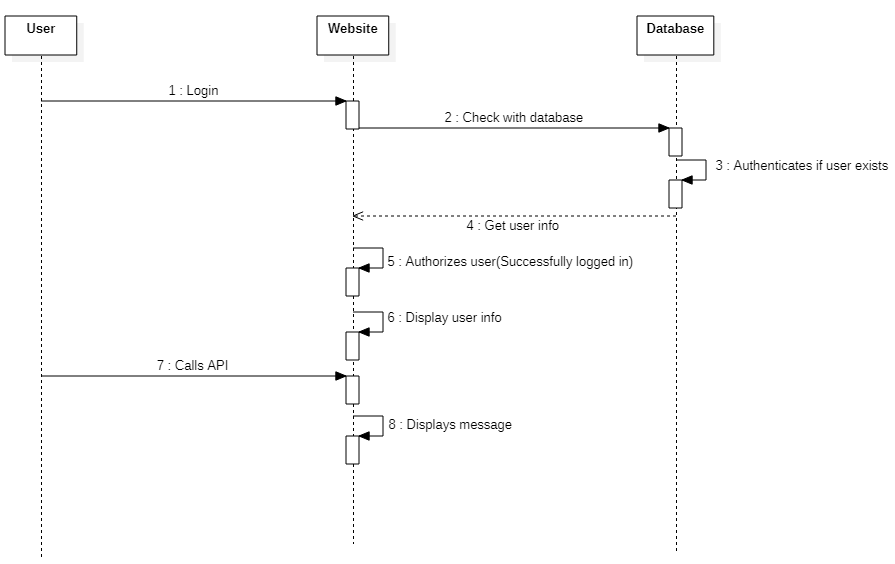 User
Website
Database
1 : Login
2 : Check with database
3 : Authenticates if user exists
4 : Get user info
5 : Authorizes user(Successfully logged in)
6 : Display user info
7 : Calls API
8 : Displays message